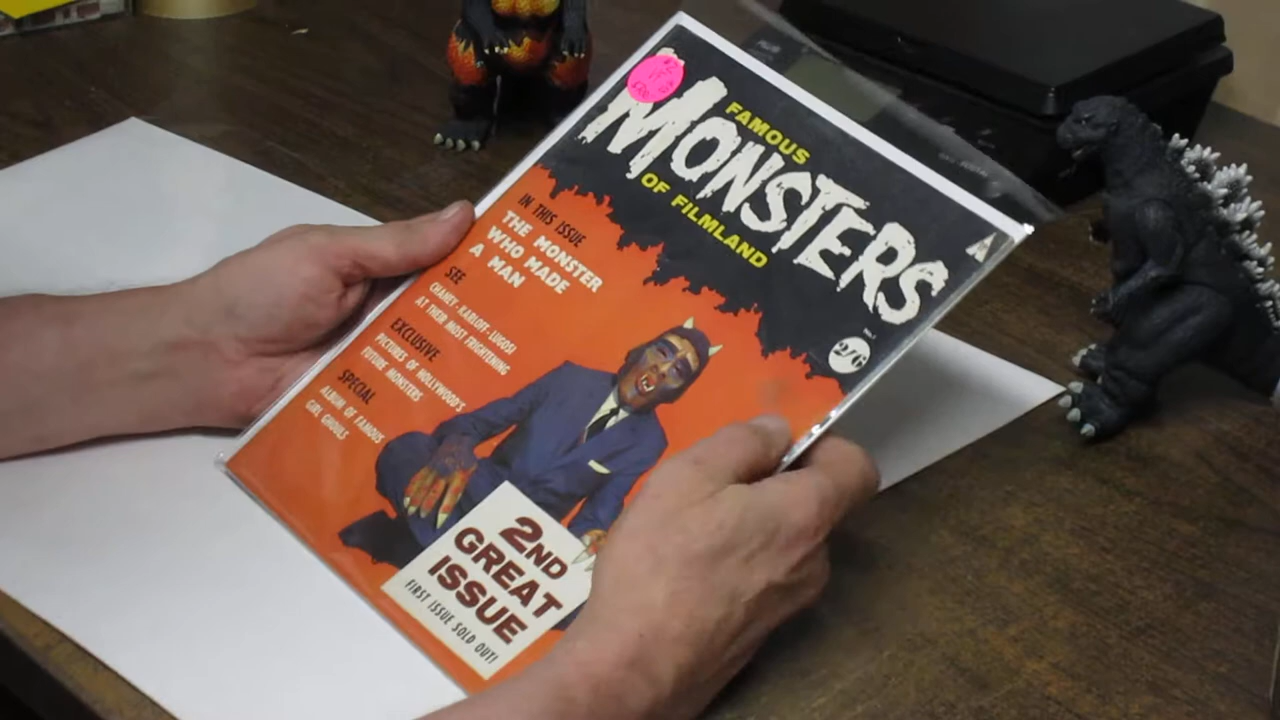 FAMOUS
MONSTERS
OF FILMLAND
2/6
IN THIS ISSUE
THE MONSTER
WHO MADE
A MAN
SEE
CHANEY-KARLOFF-LUGOSI
AT THEIR MOST FRIGHTENING
EXCLUSIVE
PICTURES OF HOLLYWOOD'S
FUTURE MONSTERS
SPECIAL
ALBUM OF FAMOUS
GIRL GHOULS
2ND
GREAT
ISSUE
FIRST ISSUE SOLD OUT!